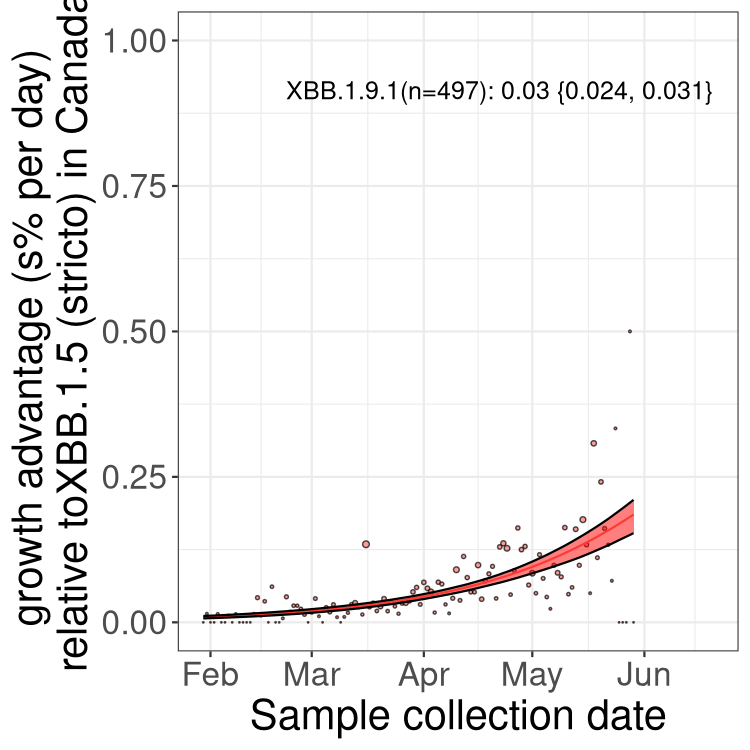 growth advantage (s% per day)
relative toXBB.1.5 (stricto) in Canada
1.00
0.75
0.50
0.25
0.00
XBB.1.9.1(n=497): 0.03 {0.024, 0.031}
Feb Mar Apr May Jun
Sample collection date